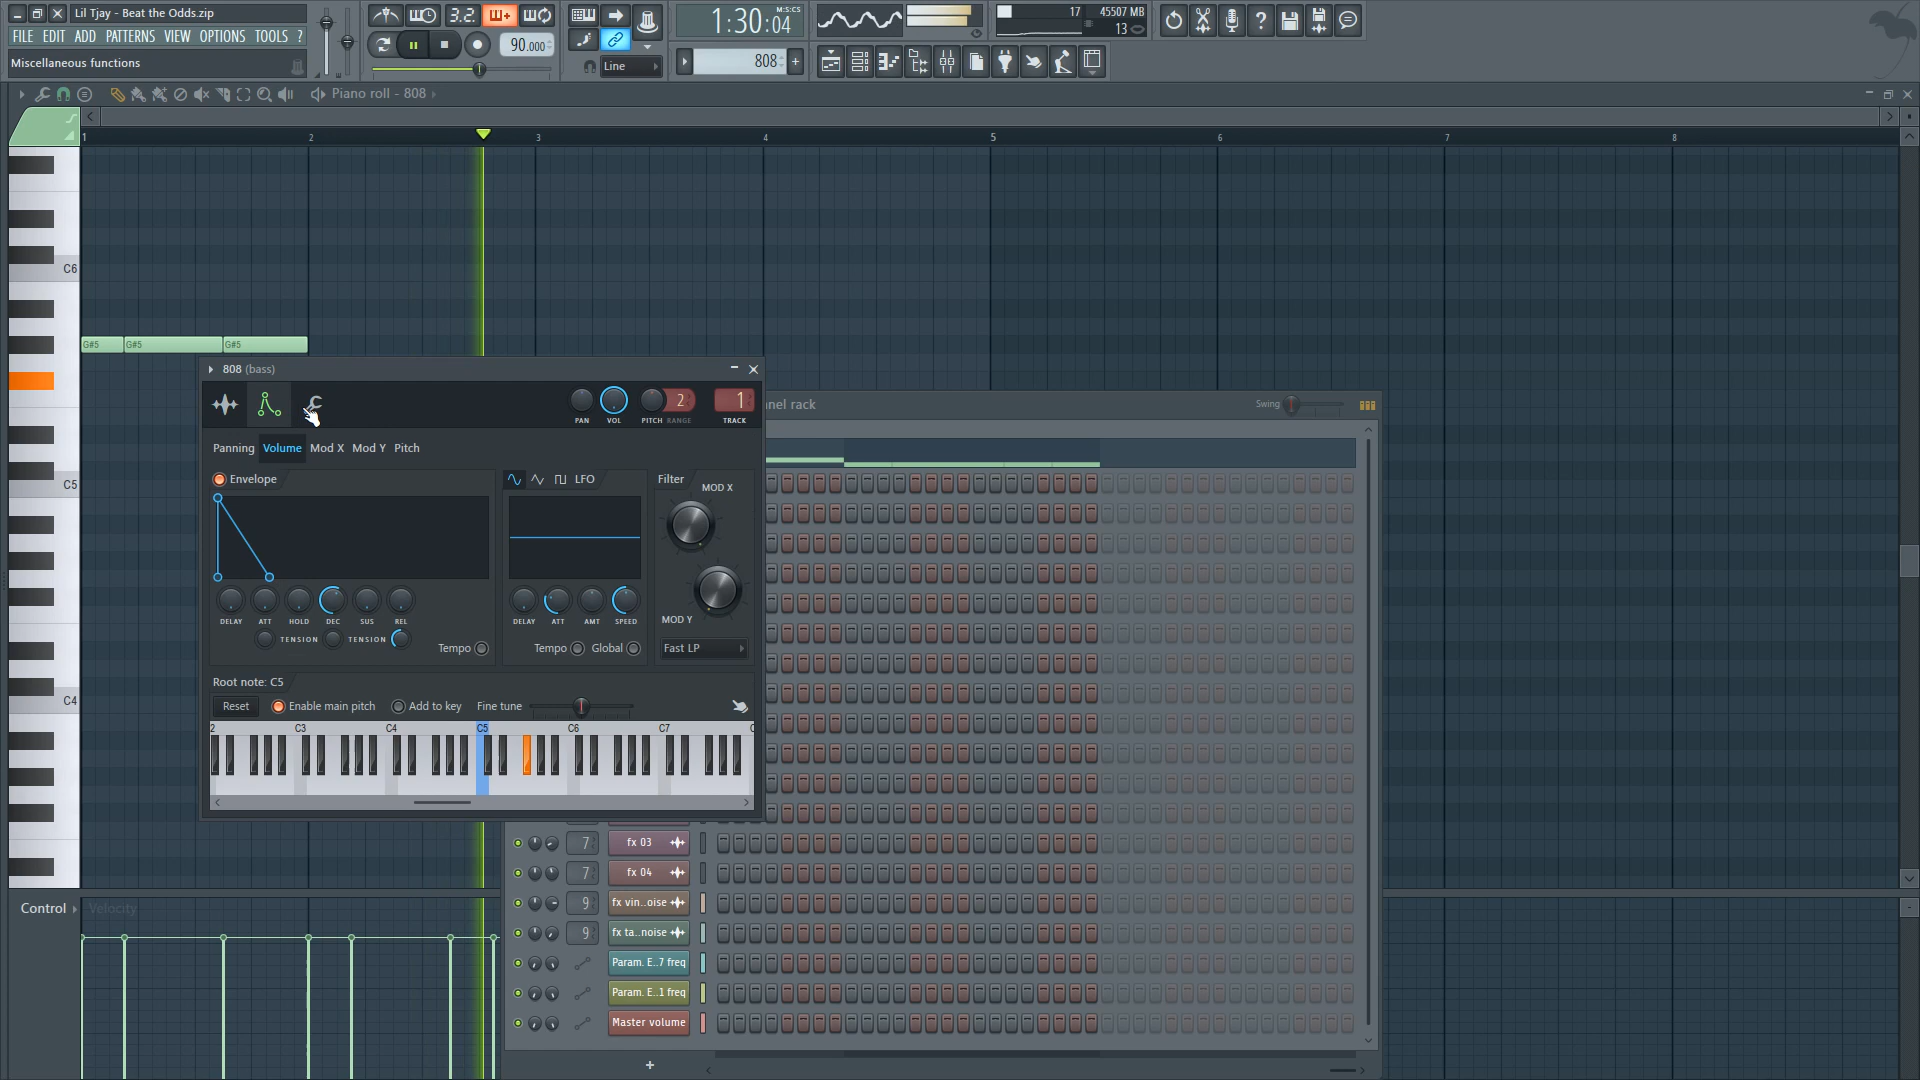 Lil Tjay - Beat the Odds.zip
FILE EDIT ADD PATTERNS VIEW OPTIONS TOOLS ?
Miscellaneous functions
3.2.
90.000
Line
1:30:04
M:S:CS
808
17
45507 MB
13
Piano roll - 808
1 2 3 4 5 6 7 8
C6
G#5 G#5 G#5
C5
C4
808 (bass)
PAN VOL PITCH RANGE 2 TRACK 1
Panning Volume Mod X Mod Y Pitch
Envelope
LFO
Filter
MOD X
DELAY ATT HOLD DEC SUS REL
TENSION TENSION
Tempo
DELAY ATT AMT SPEED
Tempo Global
MOD Y
Fast LP
Root note: C5
Reset Enable main pitch Add to key Fine tune
2 C3 C4 C5 C6 C7
nel rack
Swing
7 fx 03
7 fx 04
9 fx vin..oise
9 fx ta..noise
Param. E..7 freq
Param. E..1 freq
Master volume
+
Control
Velocity